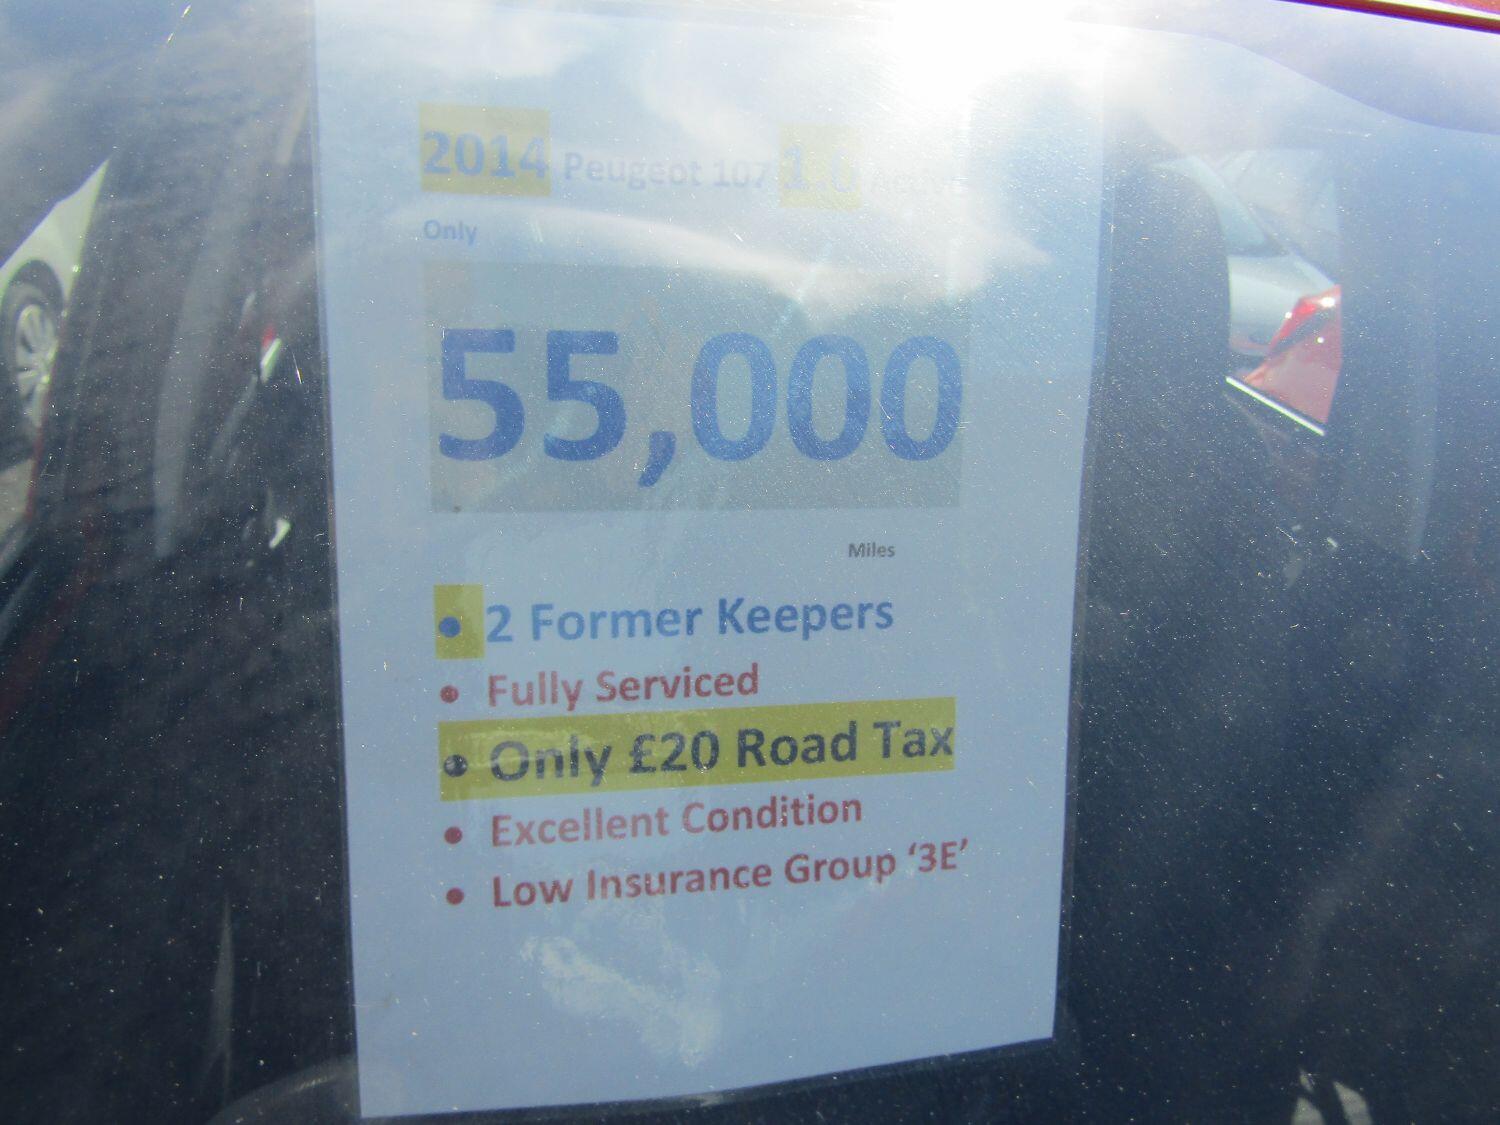 2014 Peugeot 107 1.0 Active
Only
55,000
Miles
• 2 Former Keepers
• Fully Serviced
• Only £20 Road Tax
• Excellent Condition
• Low Insurance Group ‘3E’